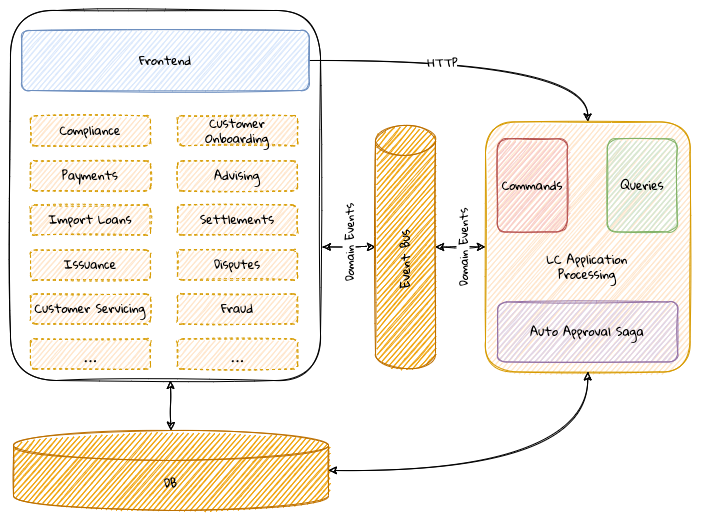 Frontend
HTTP
Compliance
Customer
Onboarding
Payments
Advising
Import Loans
Settlements
Issuance
Disputes
Customer Servicing
Fraud
...
...
Domain Events
Event Bus
Domain Events
Commands
Queries
LC Application
Processing
Auto Approval Saga
DB